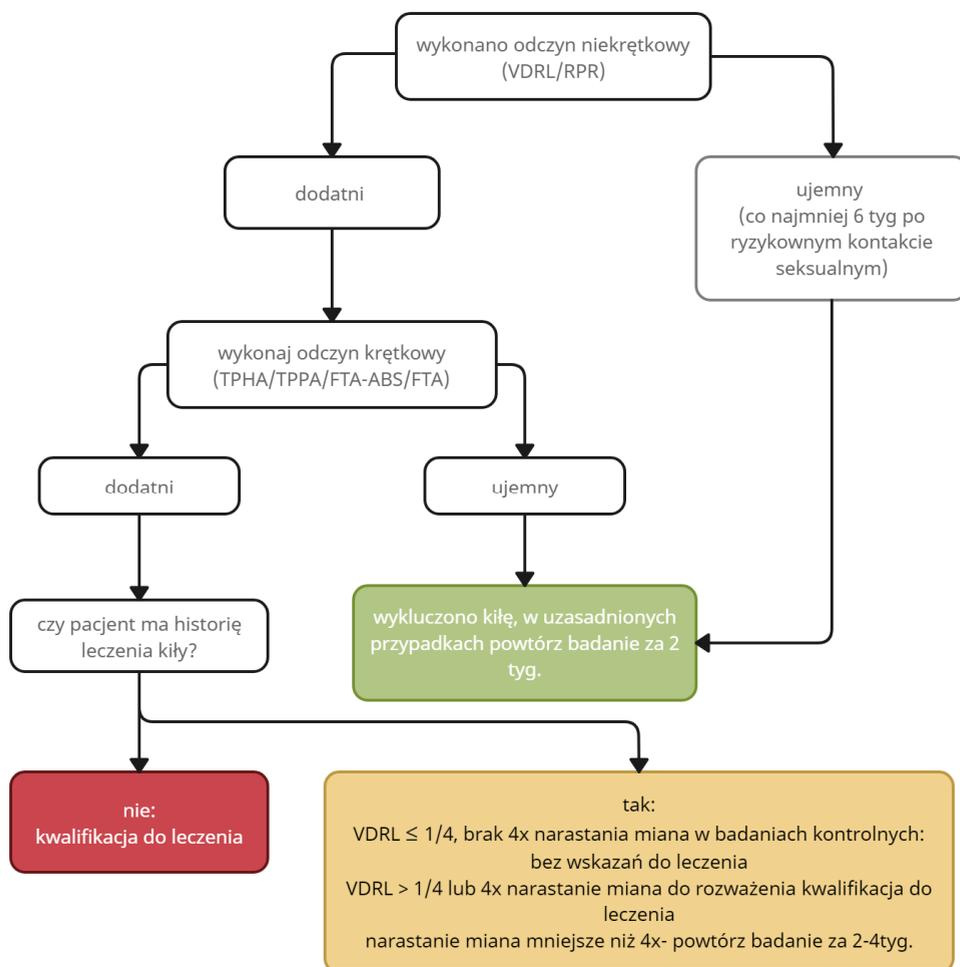 wykonano odczyn niekrętkowy
(VDRL/RPR)
dodatni
ujemny
(co najmniej 6 tyg po
ryzykownym kontakcie
seksualnym)
wykonaj odczyn krętkowy
(TPHA/TPPA/FTA-ABS/FTA)
dodatni
ujemny
czy pacjent ma historię
leczenia kiły?
wykluczono kiłę, w uzasadnionych
przypadkach powtórz badanie za 2
tyg.
nie:
kwalifikacja do leczenia
tak:
VDRL ≤ 1/4, brak 4x narastania miana w badaniach kontrolnych:
bez wskazań do leczenia
VDRL > 1/4 lub 4x narastanie miana do rozważenia kwalifikacja do
leczenia
narastanie miana mniejsze niż 4x- powtórz badanie za 2-4tyg.